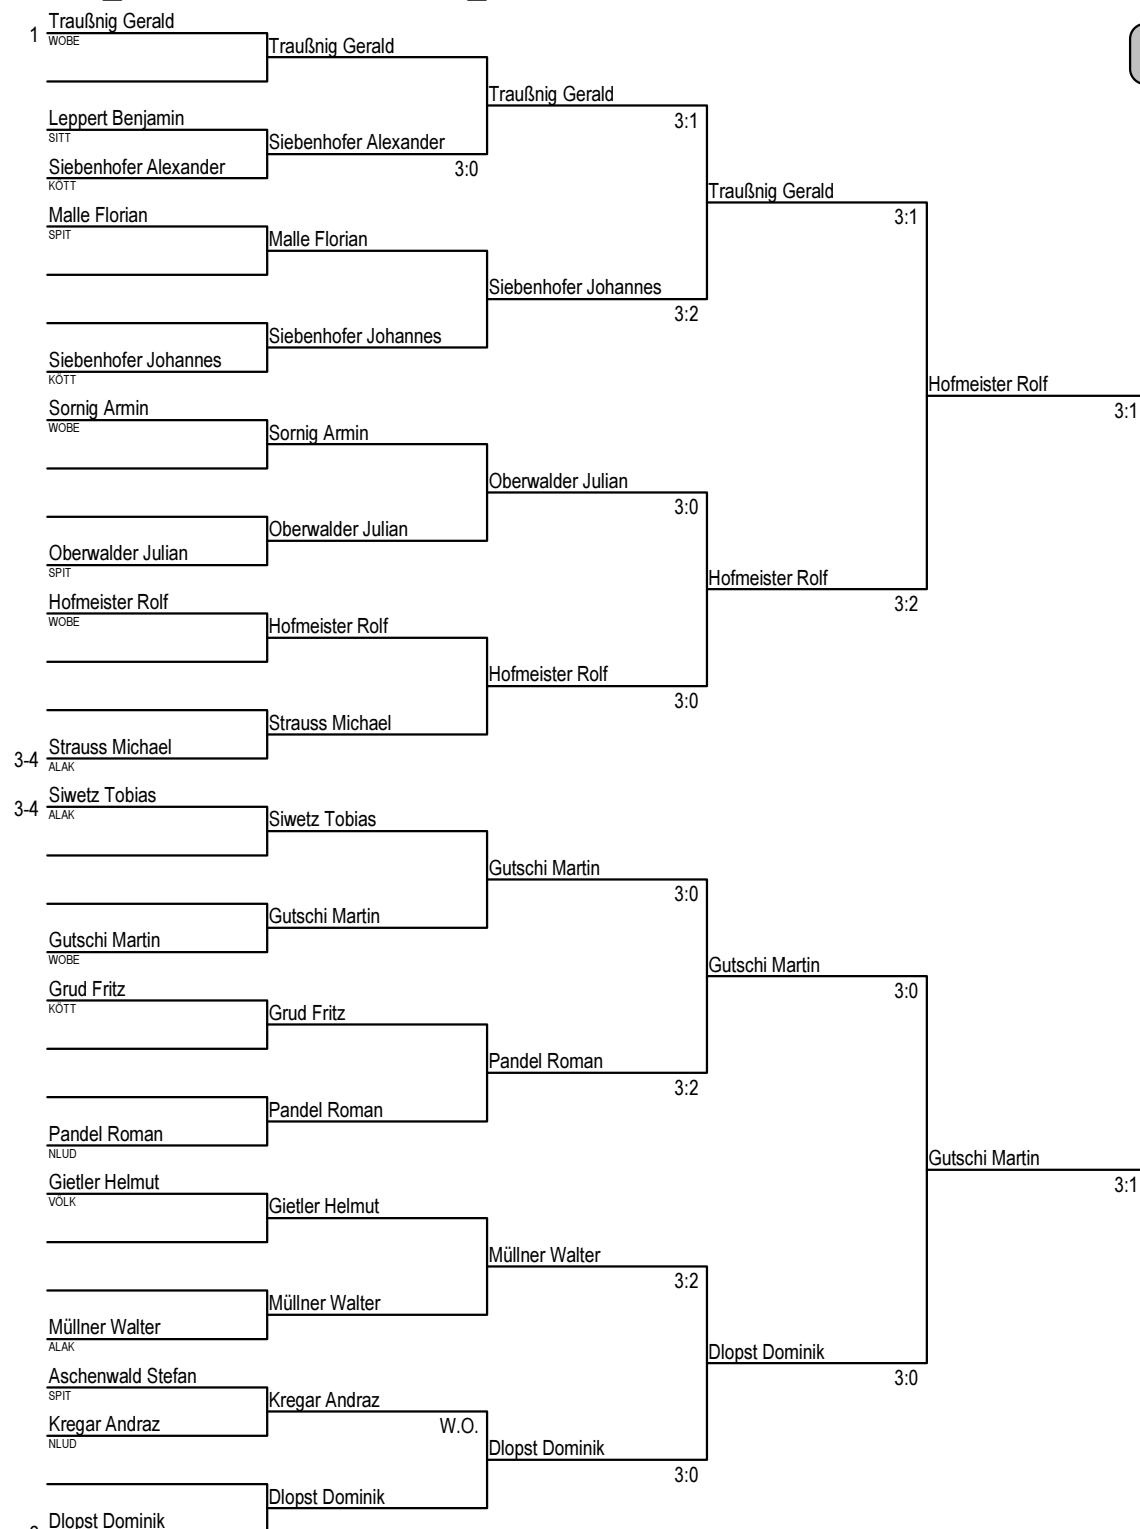 Traußnig Gerald
1
WOBE
Traußnig Gerald
Traußnig Gerald
3:1
Leppert Benjamin
SITT
Siebenhofer Alexander
3:0
Siebenhofer Alexander
KÖTT
Traußnig Gerald
3:1
Malle Florian
SPIT
Malle Florian
Siebenhofer Johannes
3:2
Siebenhofer Johannes
Siebenhofer Johannes
KÖTT
Hofmeister Rolf
3:1
Sornig Armin
WOBE
Sornig Armin
Oberwalder Julian
3:0
Oberwalder Julian
Oberwalder Julian
SPIT
Hofmeister Rolf
3:2
Hofmeister Rolf
WOBE
Hofmeister Rolf
Hofmeister Rolf
3:0
Strauss Michael
Strauss Michael
3-4
ALAK
Siwetz Tobias
3-4
ALAK
Siwetz Tobias
Gutschi Martin
3:0
Gutschi Martin
Gutschi Martin
WOBE
Gutschi Martin
3:0
Grud Fritz
KÖTT
Grud Fritz
Pandel Roman
3:2
Pandel Roman
Pandel Roman
NLUD
Gutschi Martin
3:1
Gietler Helmut
VÖLK
Gietler Helmut
Müllner Walter
3:2
Müllner Walter
Müllner Walter
ALAK
Dlopst Dominik
3:0
Aschenwald Stefan
SPIT
Kregar Andraz
W.O.
Kregar Andraz
NLUD
Dlopst Dominik
3:0
Dlopst Dominik
Dlopst Dominik